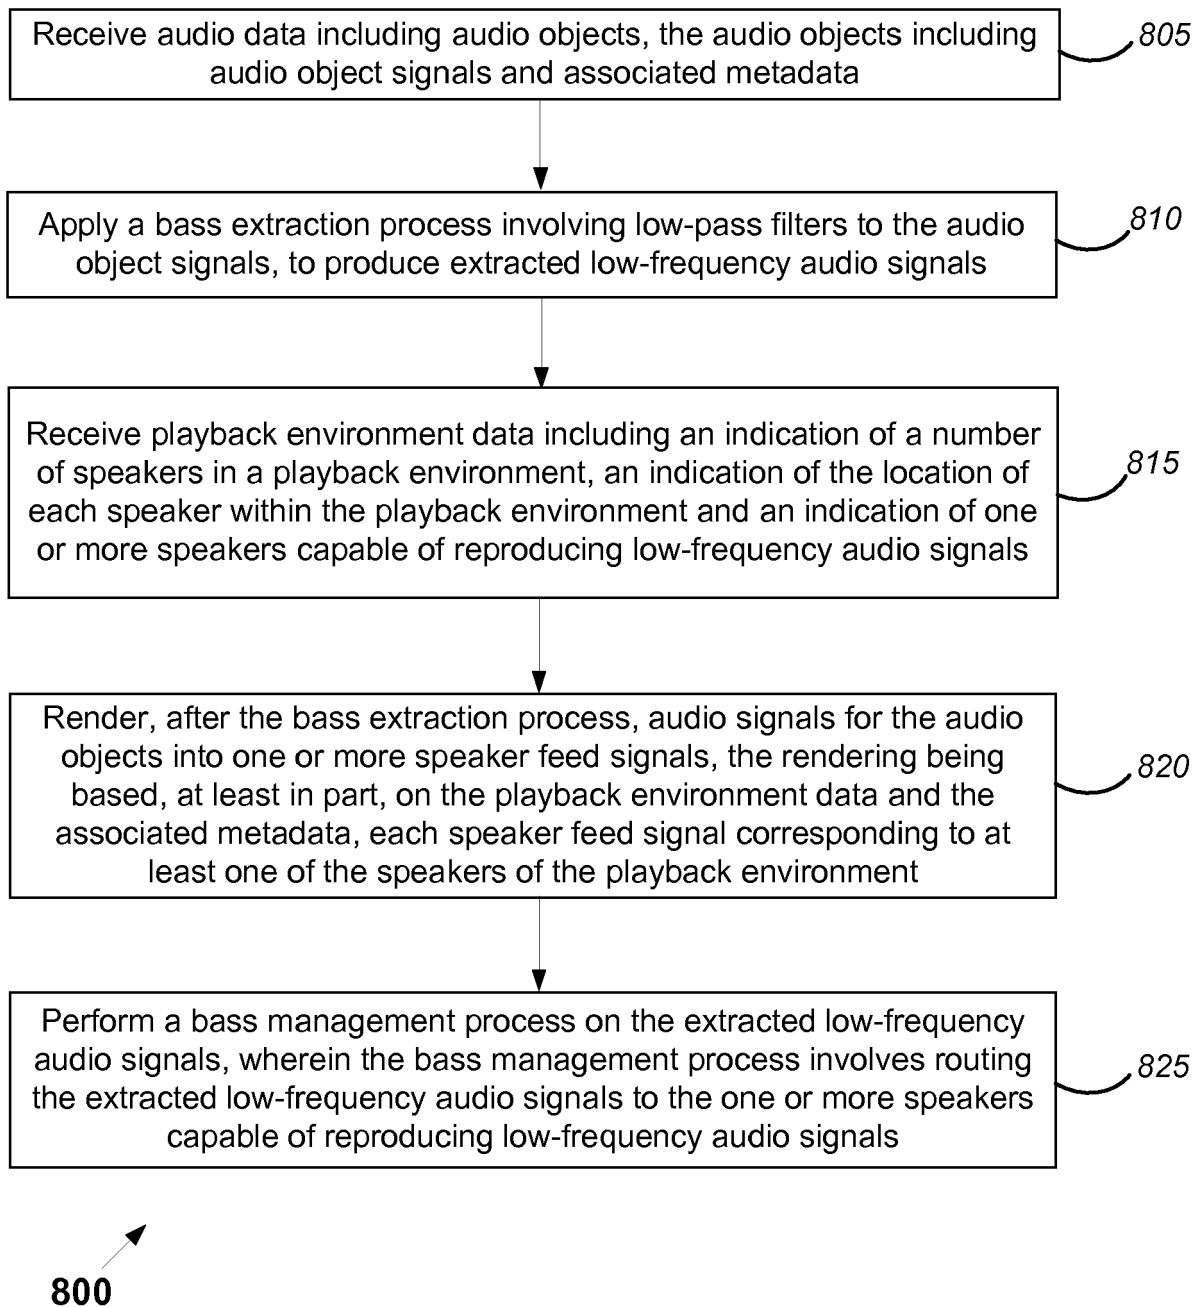 Receive audio data including audio objects, the audio objects including
audio object signals and associated metadata
805
Apply a bass extraction process involving low-pass filters to the audio
object signals, to produce extracted low-frequency audio signals
810
Receive playback environment data including an indication of a number
of speakers in a playback environment, an indication of the location of
each speaker within the playback environment and an indication of one
or more speakers capable of reproducing low-frequency audio signals
815
Render, after the bass extraction process, audio signals for the audio
objects into one or more speaker feed signals, the rendering being
based, at least in part, on the playback environment data and the
associated metadata, each speaker feed signal corresponding to at
least one of the speakers of the playback environment
820
Perform a bass management process on the extracted low-frequency
audio signals, wherein the bass management process involves routing
the extracted low-frequency audio signals to the one or more speakers
capable of reproducing low-frequency audio signals
825
800